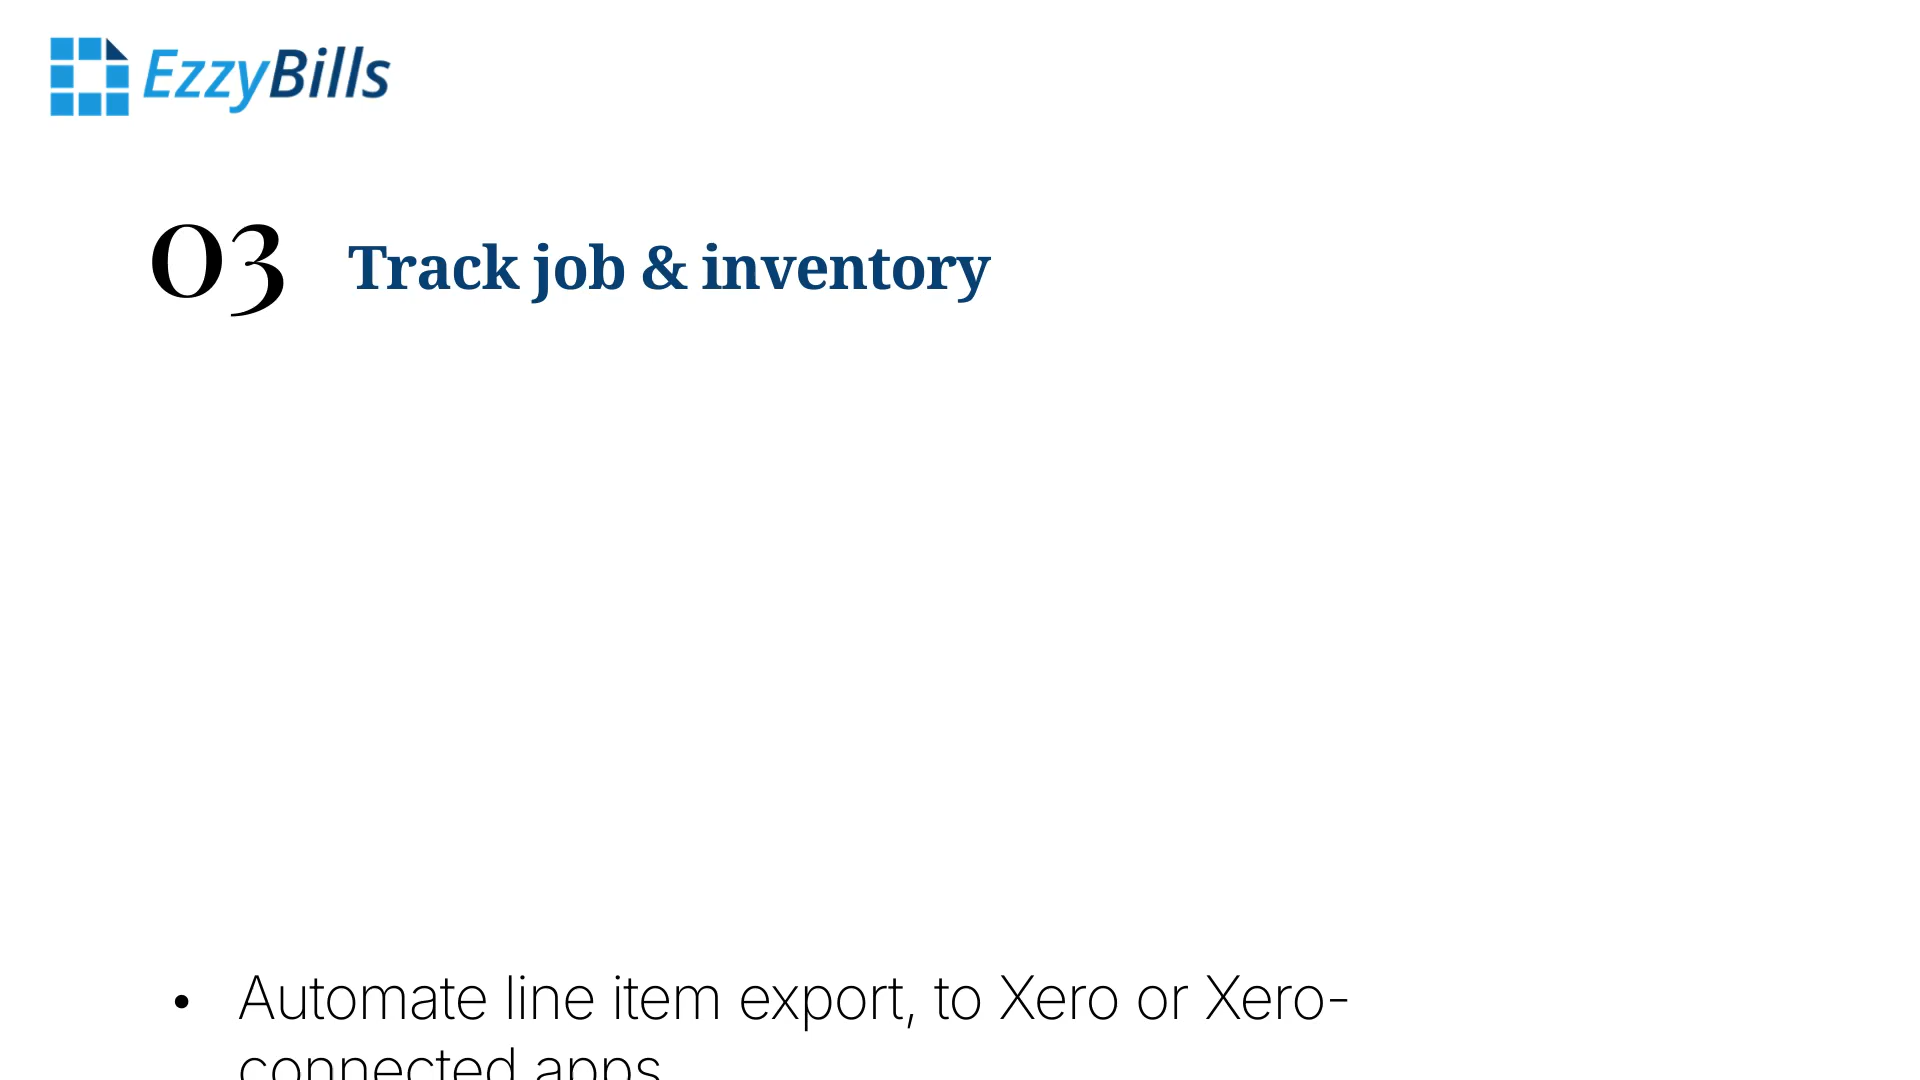 EzzyBills
03 Track job & inventory
• Automate line item export, to Xero or Xero-
connected apps